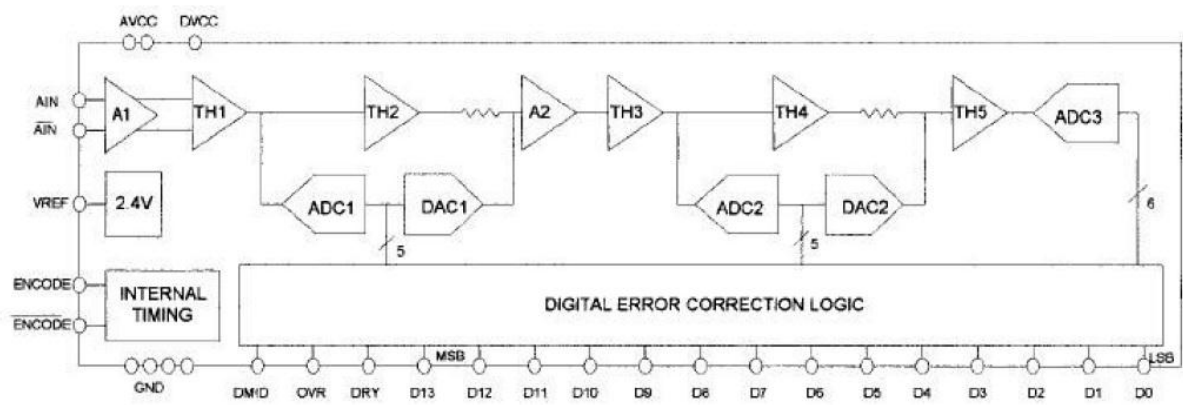 AVCC DVCC
AIN A1 TH1 TH2 A2 TH3 TH4 TH5 ADC3
AIN
VREF 2.4V ADC1 DAC1 ADC2 DAC2 6
5 5
ENCODE INTERNAL TIMING DIGITAL ERROR CORRECTION LOGIC
ENCODE
MSB LSB
GND DMID OVR DRY D13 D12 D11 D10 D9 D8 D7 D6 D5 D4 D3 D2 D1 D0